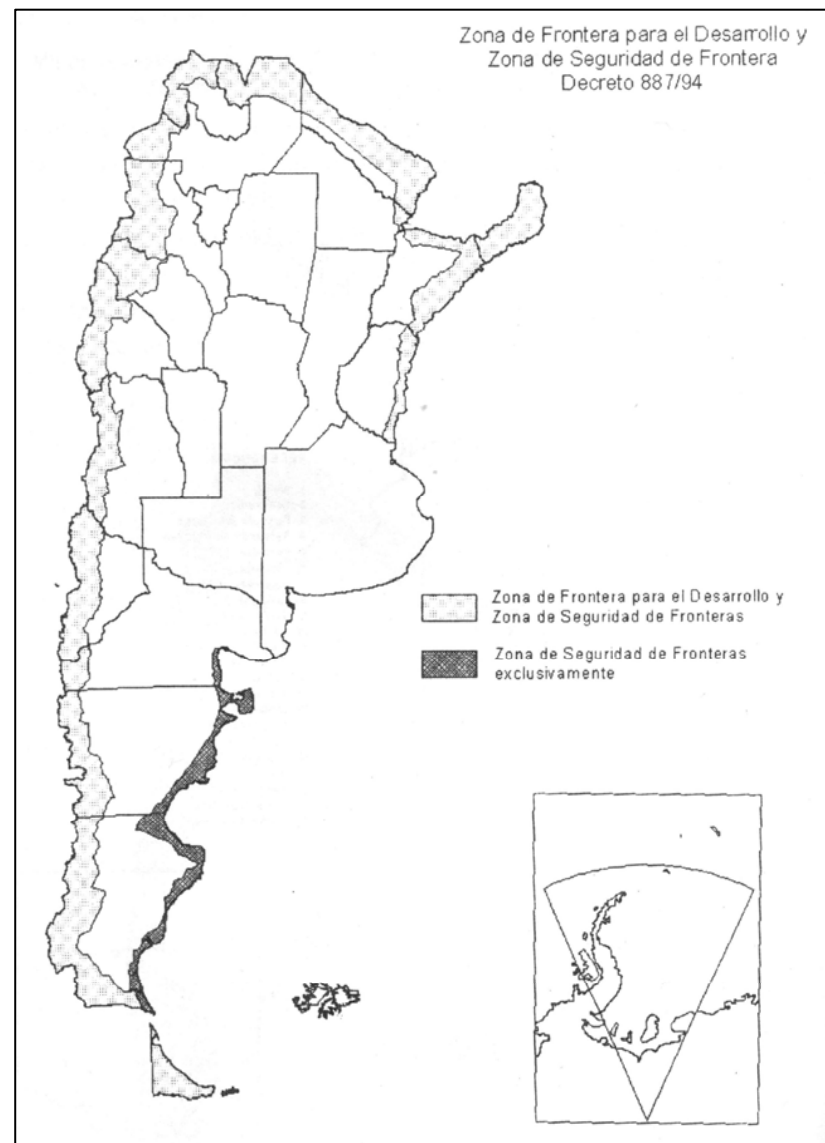 Zona de Frontera para el Desarrollo y
Zona de Seguridad de Frontera
Decreto 887/94
Zona de Frontera para el Desarrollo y
Zona de Seguridad de Fronteras
Zona de Seguridad de Fronteras
exclusivamente